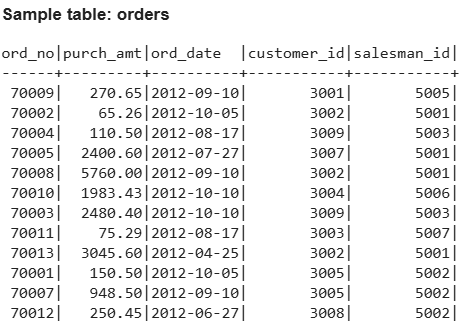 Sample table: orders
ord_no|purch_amt|ord_date |customer_id|salesman_id|
------+---------+----------+-----------+-----------+
70009| 270.65|2012-09-10| 3001| 5005|
70002| 65.26|2012-10-05| 3002| 5001|
70004| 110.50|2012-08-17| 3009| 5003|
70005| 2400.60|2012-07-27| 3007| 5001|
70008| 5760.00|2012-09-10| 3002| 5001|
70010| 1983.43|2012-10-10| 3004| 5006|
70003| 2480.40|2012-10-10| 3009| 5003|
70011| 75.29|2012-08-17| 3003| 5007|
70013| 3045.60|2012-04-25| 3002| 5001|
70001| 150.50|2012-10-05| 3005| 5002|
70007| 948.50|2012-09-10| 3005| 5002|
70012| 250.45|2012-06-27| 3008| 5002|